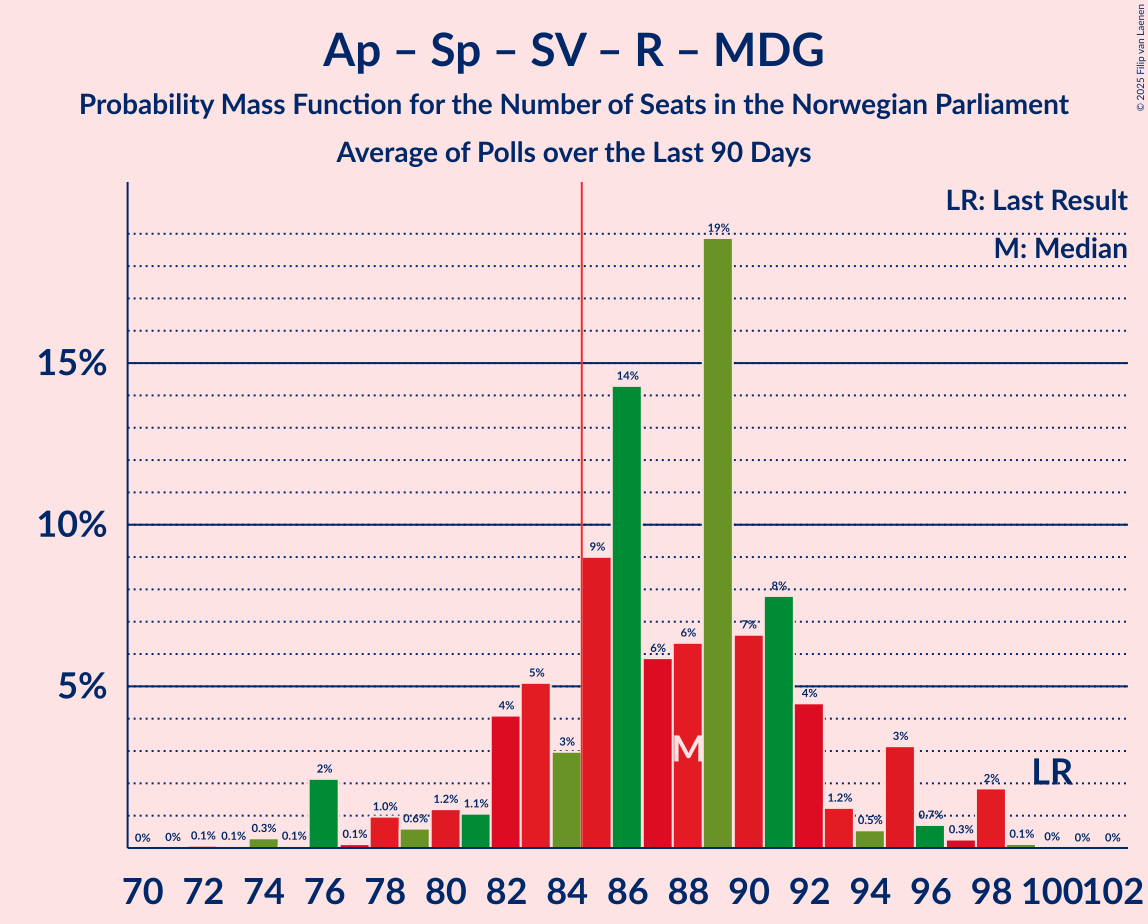 Ap – Sp – SV – R – MDG
Probability Mass Function for the Number of Seats in the Norwegian Parliament
Average of Polls over the Last 90 Days
© 2025 Filip van Laenen
LR: Last Result
M: Median
15%
10%
5%
0% 0% 0.1% 0.1% 0.3% 0.1% 2% 0.1% 1.0% 0.6% 1.2% 1.1% 4% 5% 3% 9% 14% 6% 6% 19% 7% 8% 4% 1.2% 0.5% 3% 0.7% 0.3% 2% 0.1% 0% 0% 0%
M
LR
70 72 74 76 78 80 82 84 86 88 90 92 94 96 98 100 102